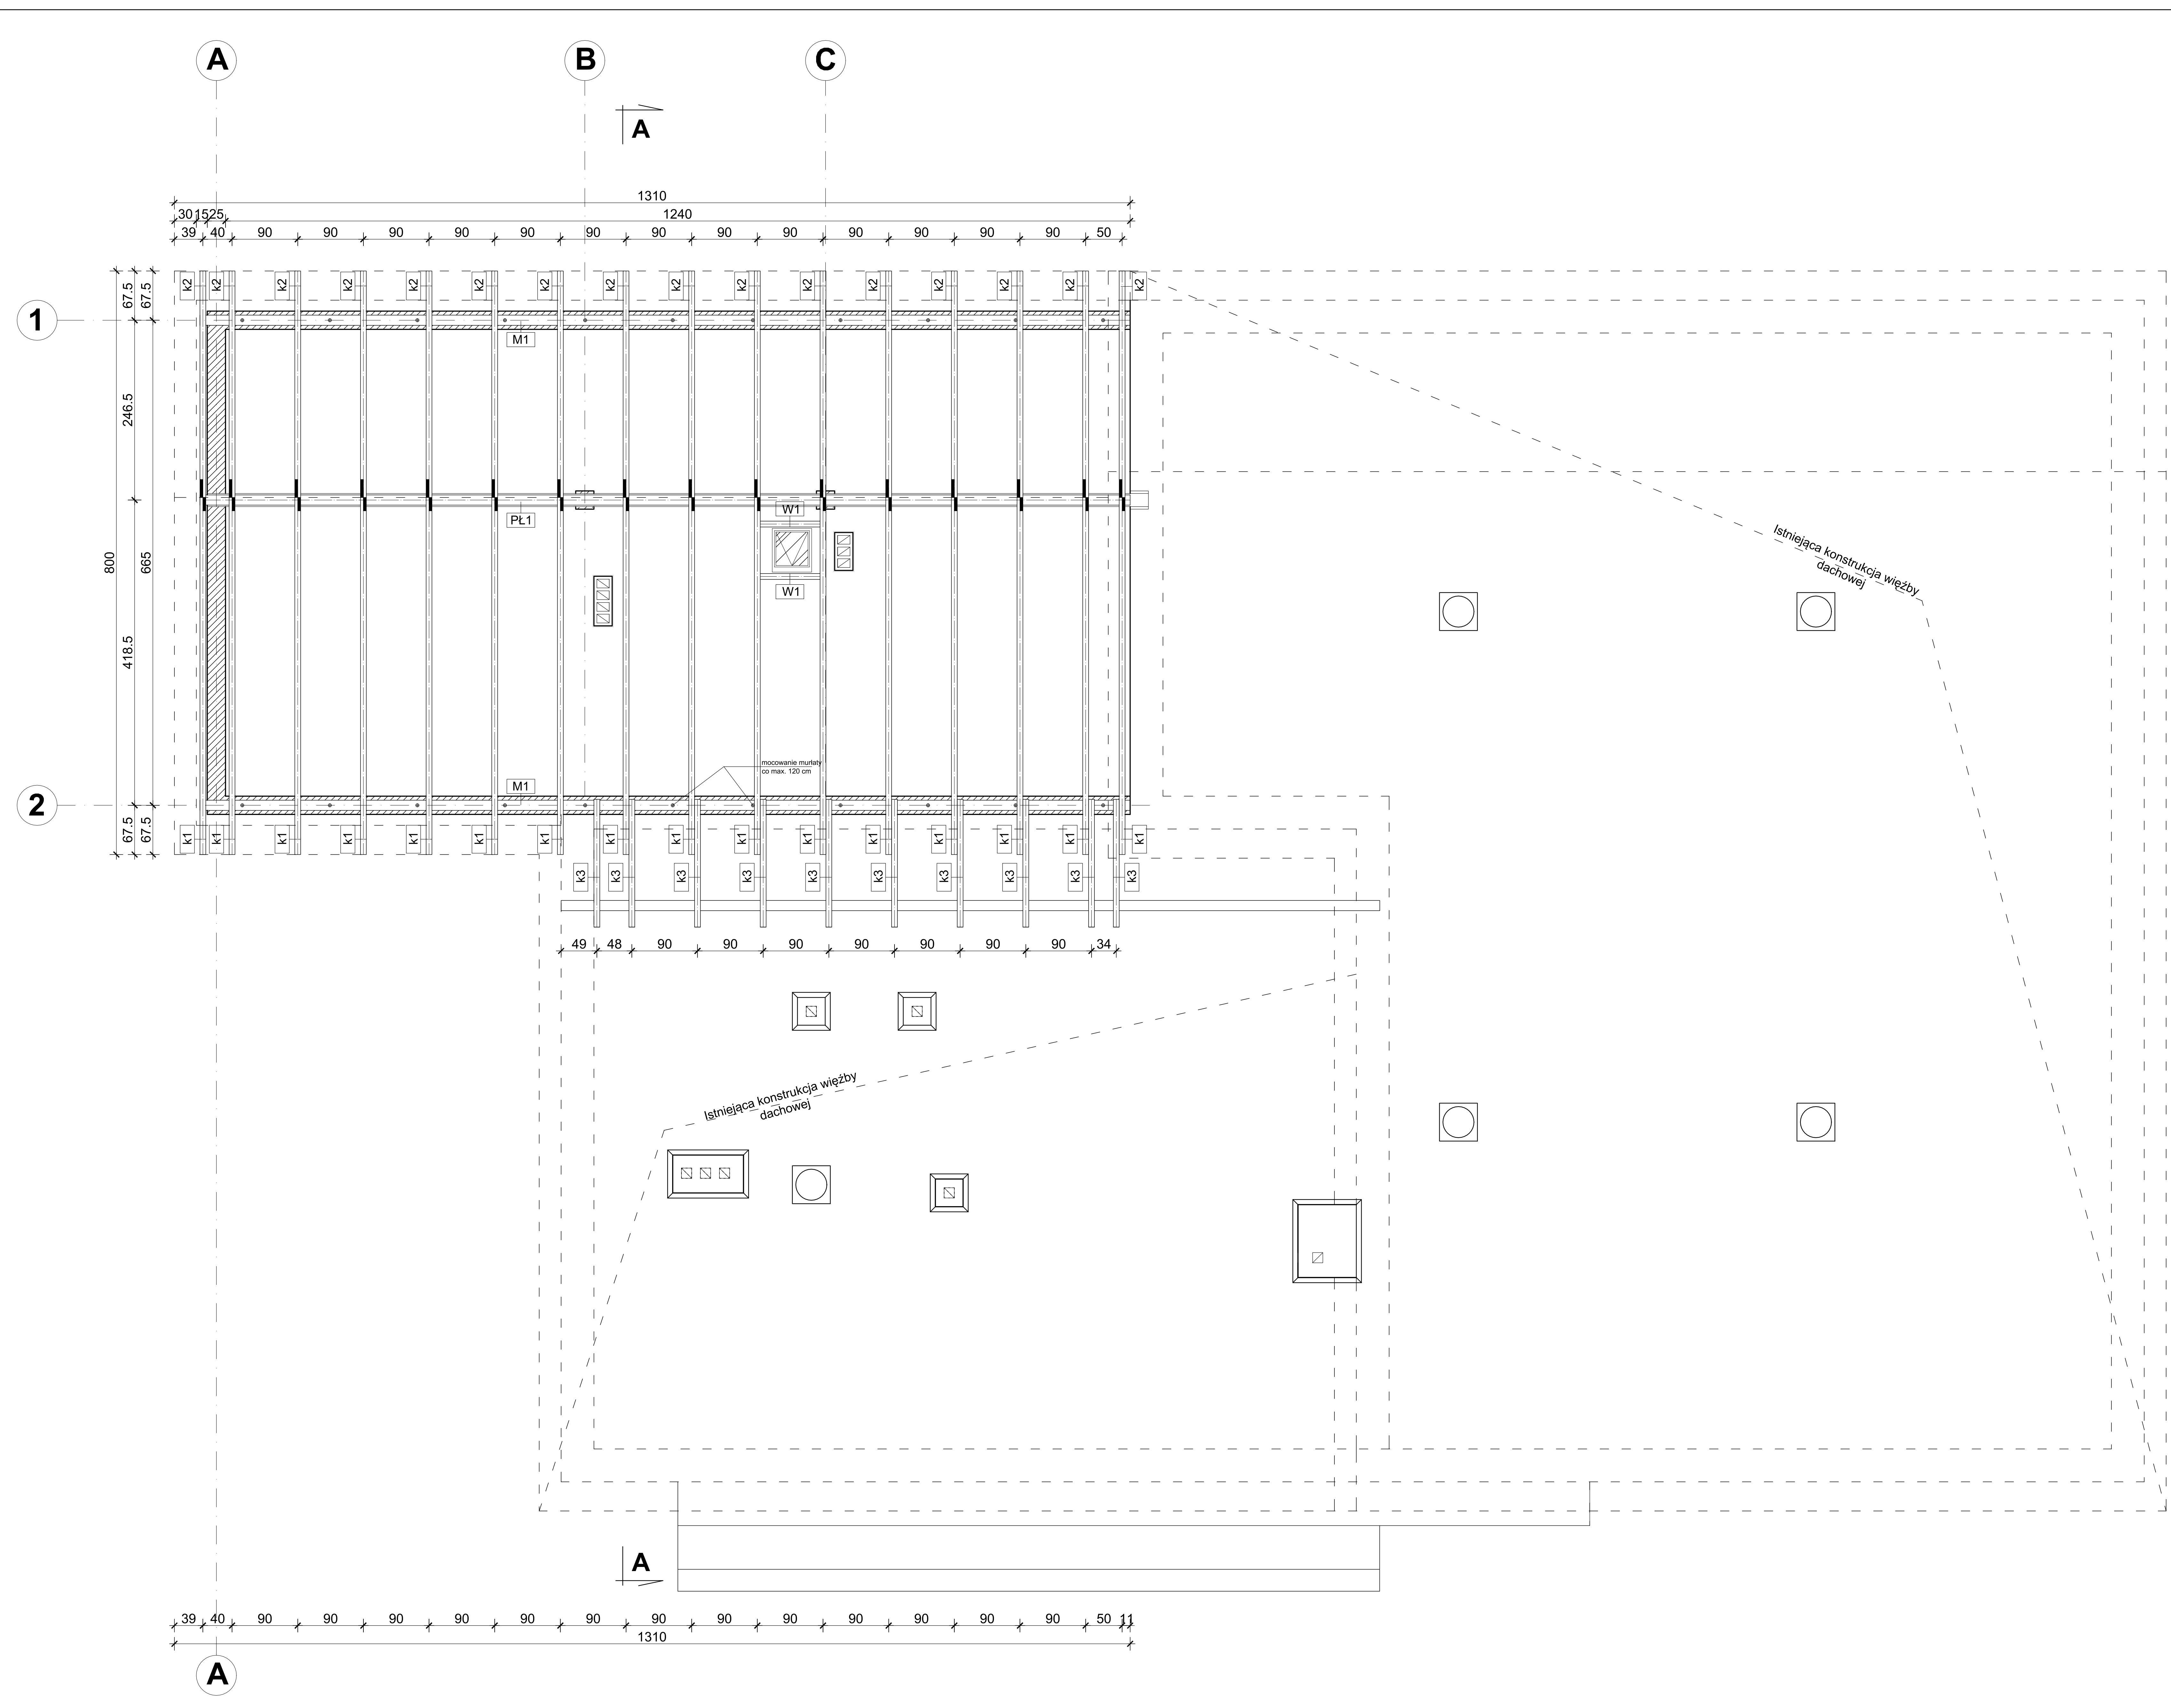 A B C
A
1310
30 15 25 1240
39 40 90 90 90 90 90 90 90 90 90 90 90 90 90 50
k2 k2 k2 k2 k2 k2 k2 k2 k2 k2 k2 k2 k2 k2 k2 k2
67.5 67.5
1
M1
246.5
PŁ1
W1
W1
800 665
418.5
Istniejąca konstrukcja więźby
dachowej
mocowanie murłaty
co max. 120 cm
M1
2
67.5 67.5
k1 k1 k1 k1 k1 k1 k1 k1 k1 k1 k1 k1 k1 k1 k1 k1
k3 k3 k3 k3 k3 k3 k3 k3 k3 k3
49 48 90 90 90 90 90 90 90 34
Istniejąca konstrukcja więźby
dachowej
A
39 40 90 90 90 90 90 90 90 90 90 90 90 90 90 50 11
1310
A